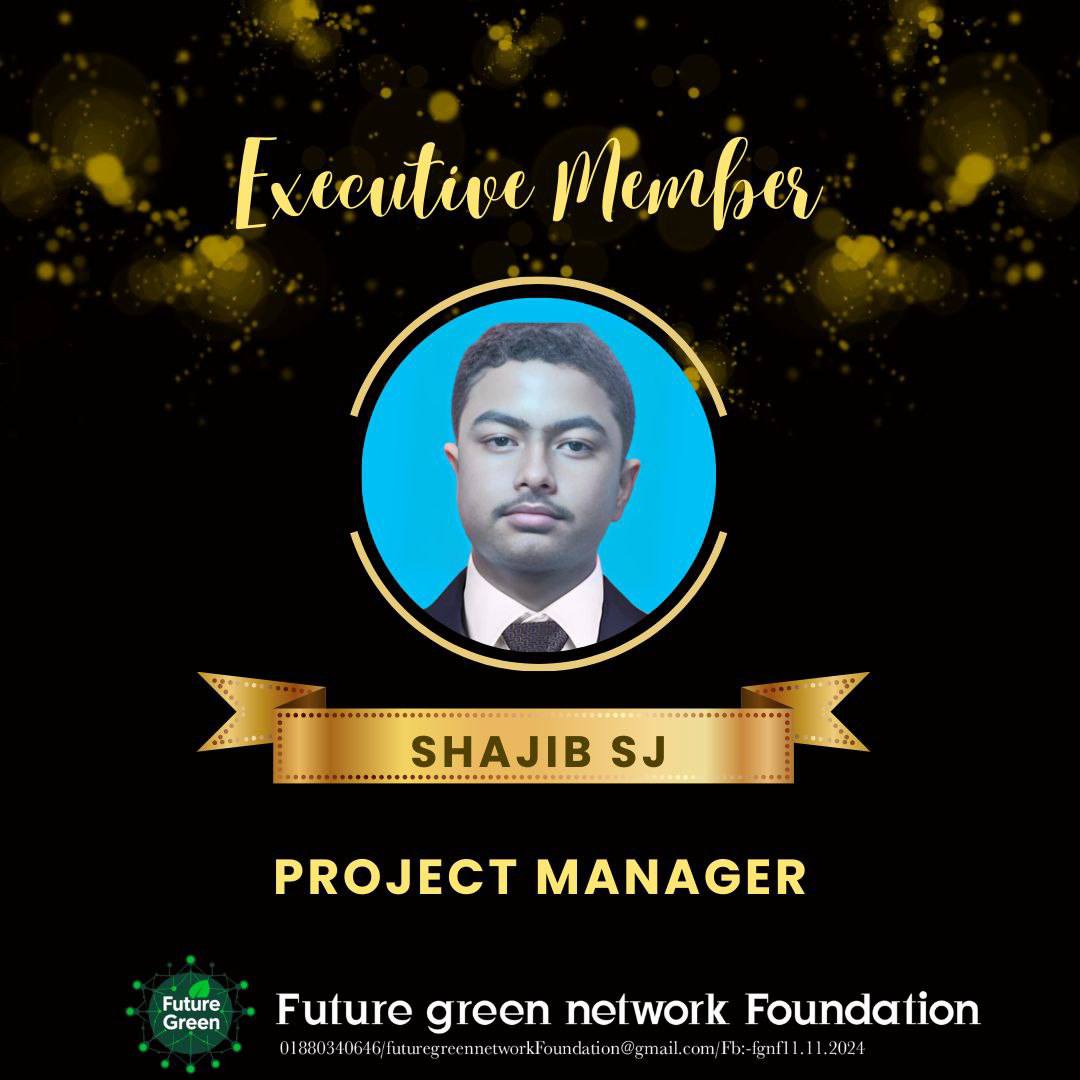 Executive Member
SHAJIB SJ
PROJECT MANAGER
Future
Green
Future green network Foundation
01880340646/futuregreennetworkFoundation@gmail.com/Fb:-fgnf11.11.2024